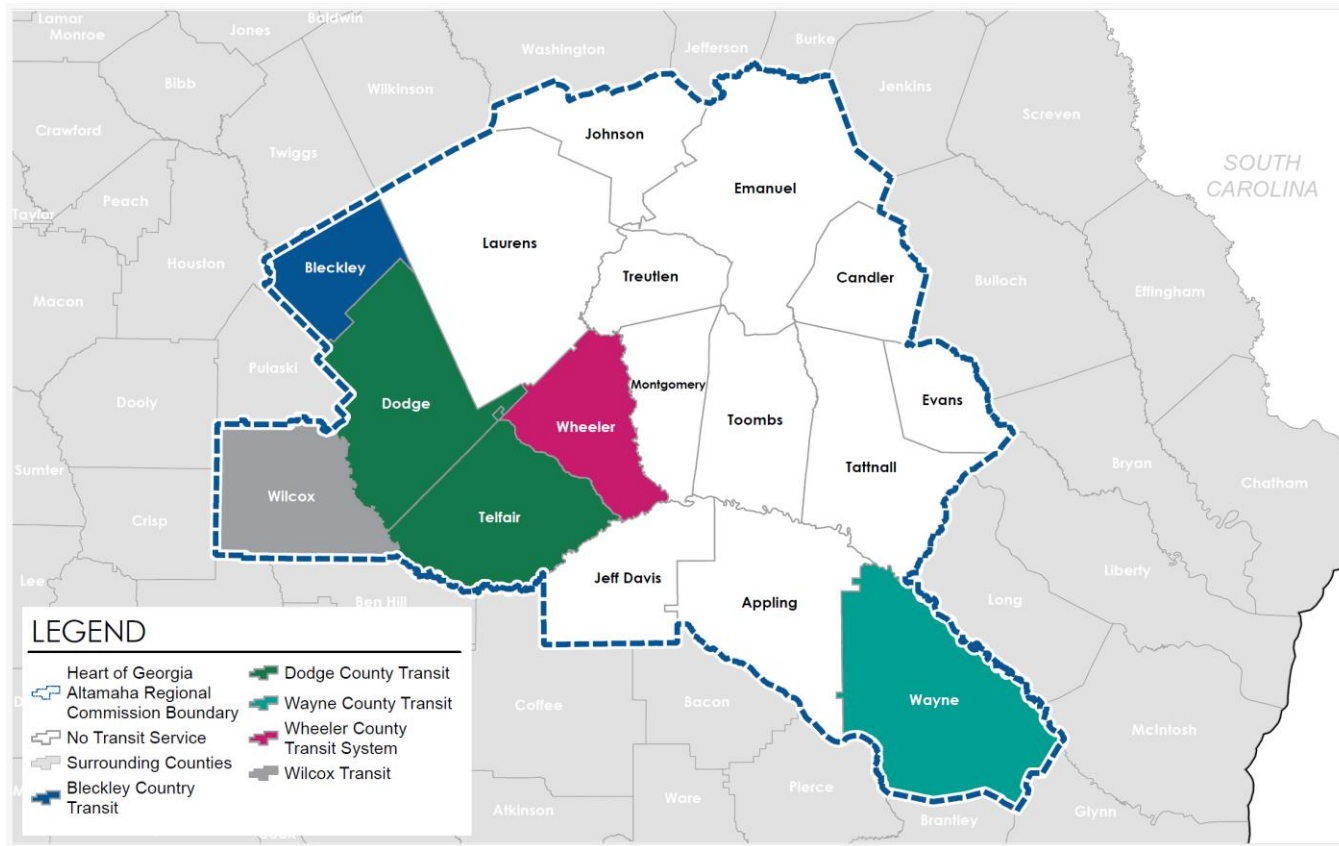 Lamar
Monroe
Jones
Baldwin
Washington
Jefferson
Burke
Bibb
Wilkinson
Jenkins
Screven
Crawford
Twiggs
Johnson
Emanuel
SOUTH
CAROLINA
Peach
Taylor
Laurens
Houston
Bleckley
Treutlen
Candler
Bulloch
Effingham
Macon
Pulaski
Dooly
Dodge
Montgomery
Evans
Wheeler
Toombs
Tattnall
Bryan
Sumter
Wilcox
Chatham
Crisp
Telfair
Liberty
Lee
Jeff Davis
Ben Hill
Appling
Long
LEGEND
Heart of Georgia
Altamaha Regional
Commission Boundary
No Transit Service
Surrounding Counties
Bleckley Country
Transit
Dodge County Transit
Wayne County Transit
Wheeler County
Transit System
Wilcox Transit
Coffee
Bacon
Wayne
McIntosh
Pierce
Atkinson
Ware
Brantley
Glynn